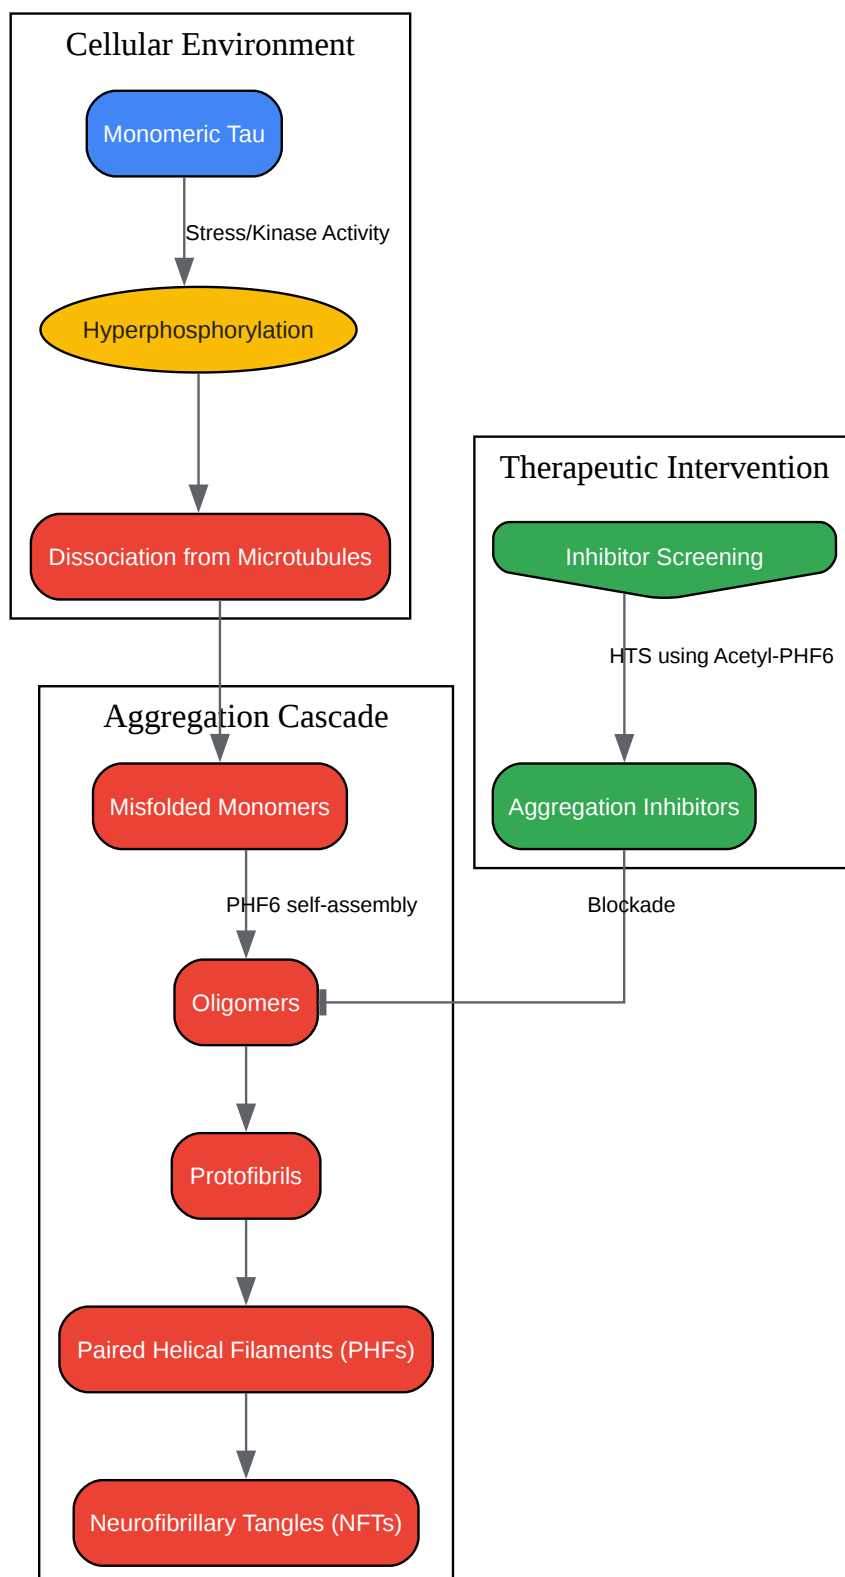 Cellular Environment
Monomeric Tau
Stress/Kinase Activity
Hyperphosphorylation
Dissociation from Microtubules
Therapeutic Intervention
Inhibitor Screening
HTS using Acetyl-PHF6
Aggregation Inhibitors
Blockade
Aggregation Cascade
Misfolded Monomers
PHF6 self-assembly
Oligomers
Protofibrils
Paired Helical Filaments (PHFs)
Neurofibrillary Tangles (NFTs)